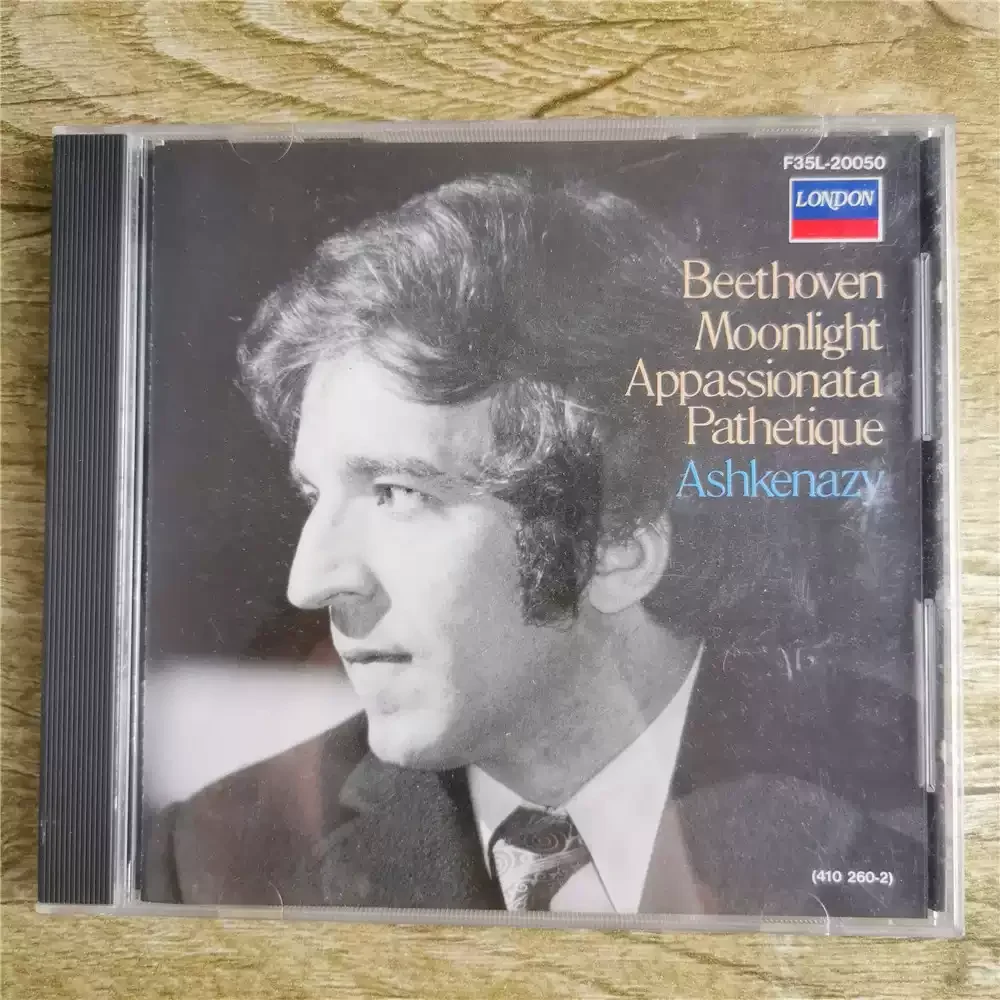 F35L-20050
LONDON
Beethoven
Moonlight
Appassionata
Pathetique
Ashkenazy
(410 260-2)